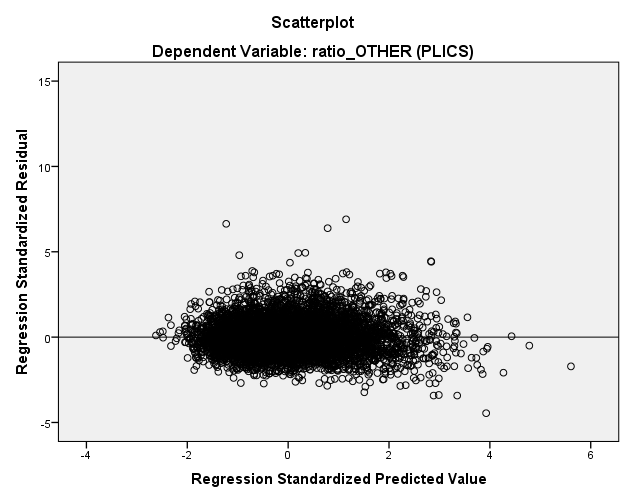 Scatterplot
Dependent Variable: ratio_OTHER (PLICS)
Regression Standardized Residual
15
10
5
0
-5
-4
-2
0
2
4
6
Regression Standardized Predicted Value